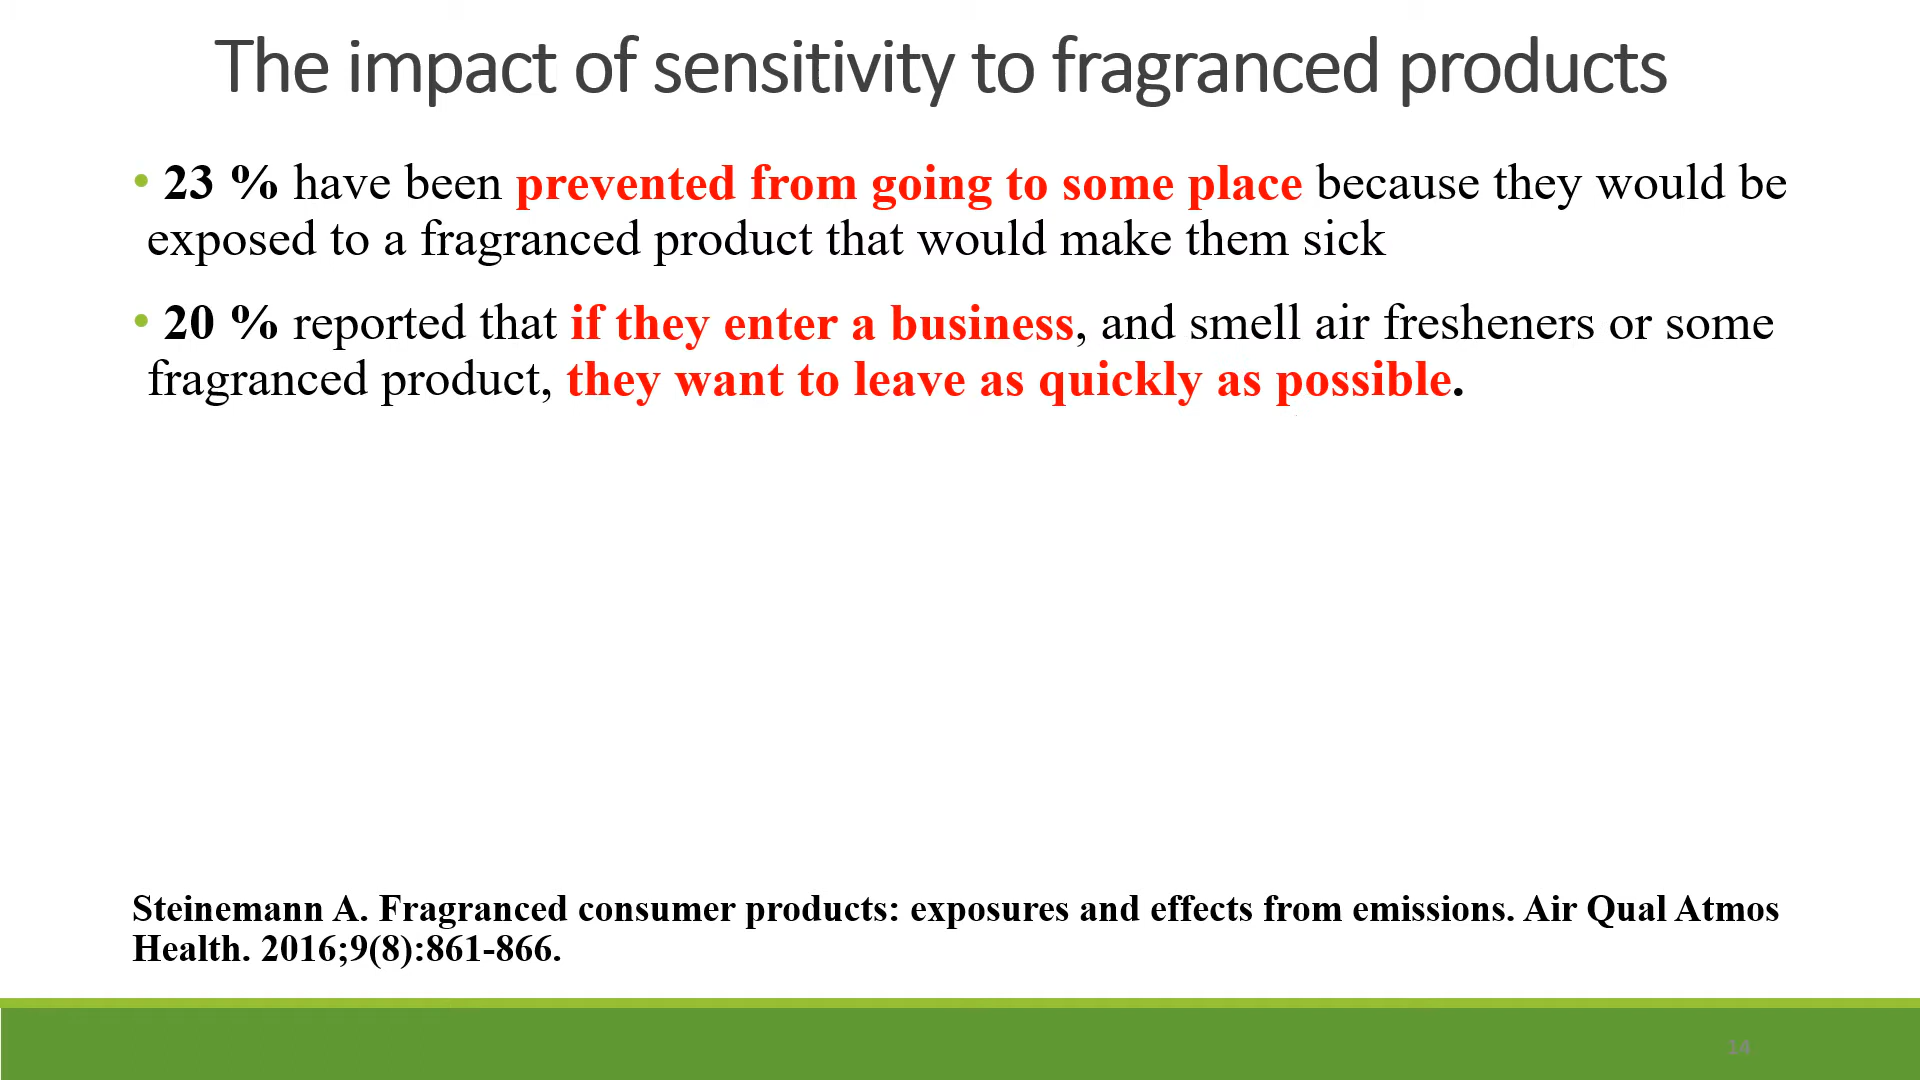 The impact of sensitivity to fragranced products
• 23 % have been prevented from going to some place because they would be
exposed to a fragranced product that would make them sick
• 20 % reported that if they enter a business, and smell air fresheners or some
fragranced product, they want to leave as quickly as possible.
Steinemann A. Fragranced consumer products: exposures and effects from emissions. Air Qual Atmos
Health. 2016;9(8):861-866.
14